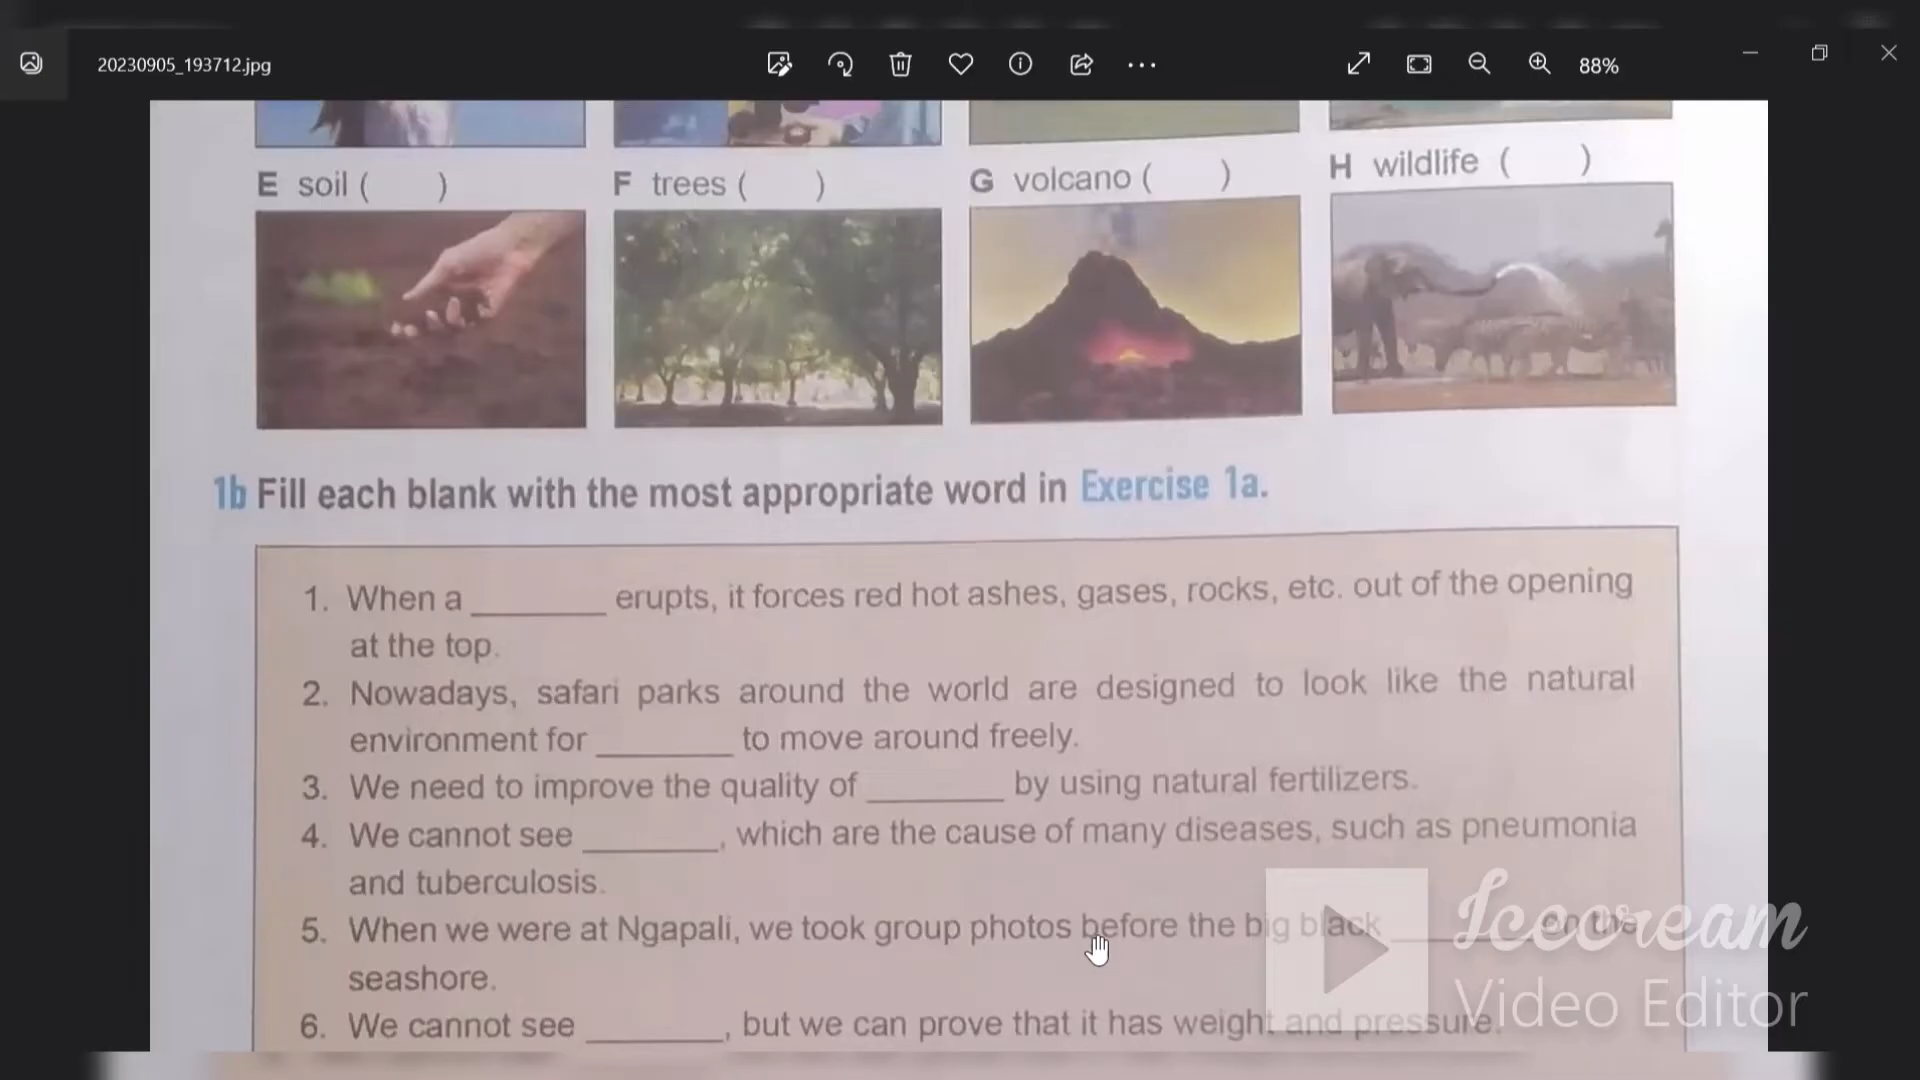 20230905_193712.jpg
88%
E soil ( )
F trees ( )
G volcano ( )
H wildlife ( )
1b Fill each blank with the most appropriate word in Exercise 1a.
1. When a ________ erupts, it forces red hot ashes, gases, rocks, etc. out of the opening
at the top.
2. Nowadays, safari parks around the world are designed to look like the natural
environment for ________ to move around freely.
3. We need to improve the quality of ________ by using natural fertilizers.
4. We cannot see ________, which are the cause of many diseases, such as pneumonia
and tuberculosis.
5. When we were at Ngapali, we took group photos before the big black ________ on the
seashore.
6. We cannot see ________, but we can prove that it has weight and pressure.
Icecream
Video Editor